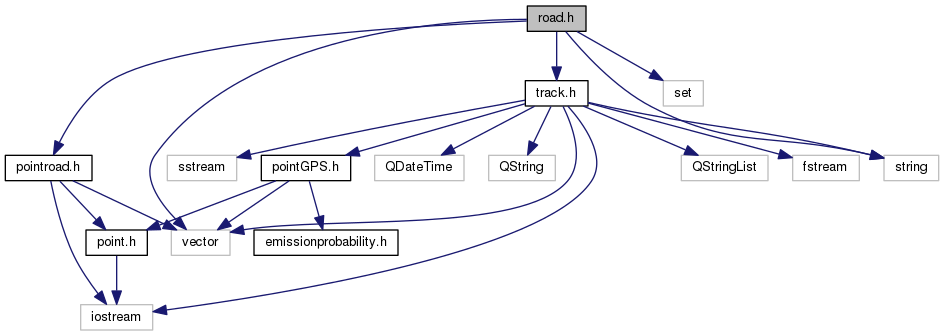 road.h
track.h
set
pointroad.h
sstream
pointGPS.h
QDateTime
QString
QStringList
fstream
string
point.h
vector
emissionprobability.h
iostream